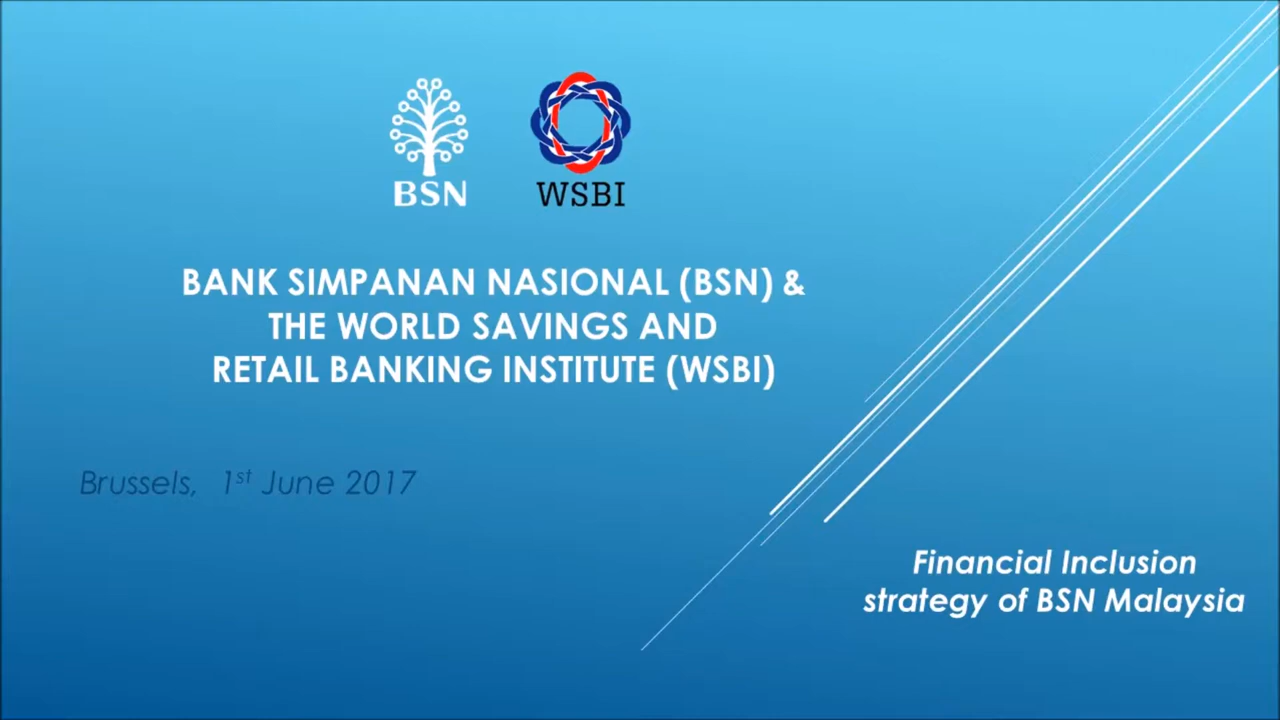 BSN
WSBI
BANK SIMPANAN NASIONAL (BSN) &
THE WORLD SAVINGS AND
RETAIL BANKING INSTITUTE (WSBI)
Brussels, 1st June 2017
Financial Inclusion
strategy of BSN Malaysia